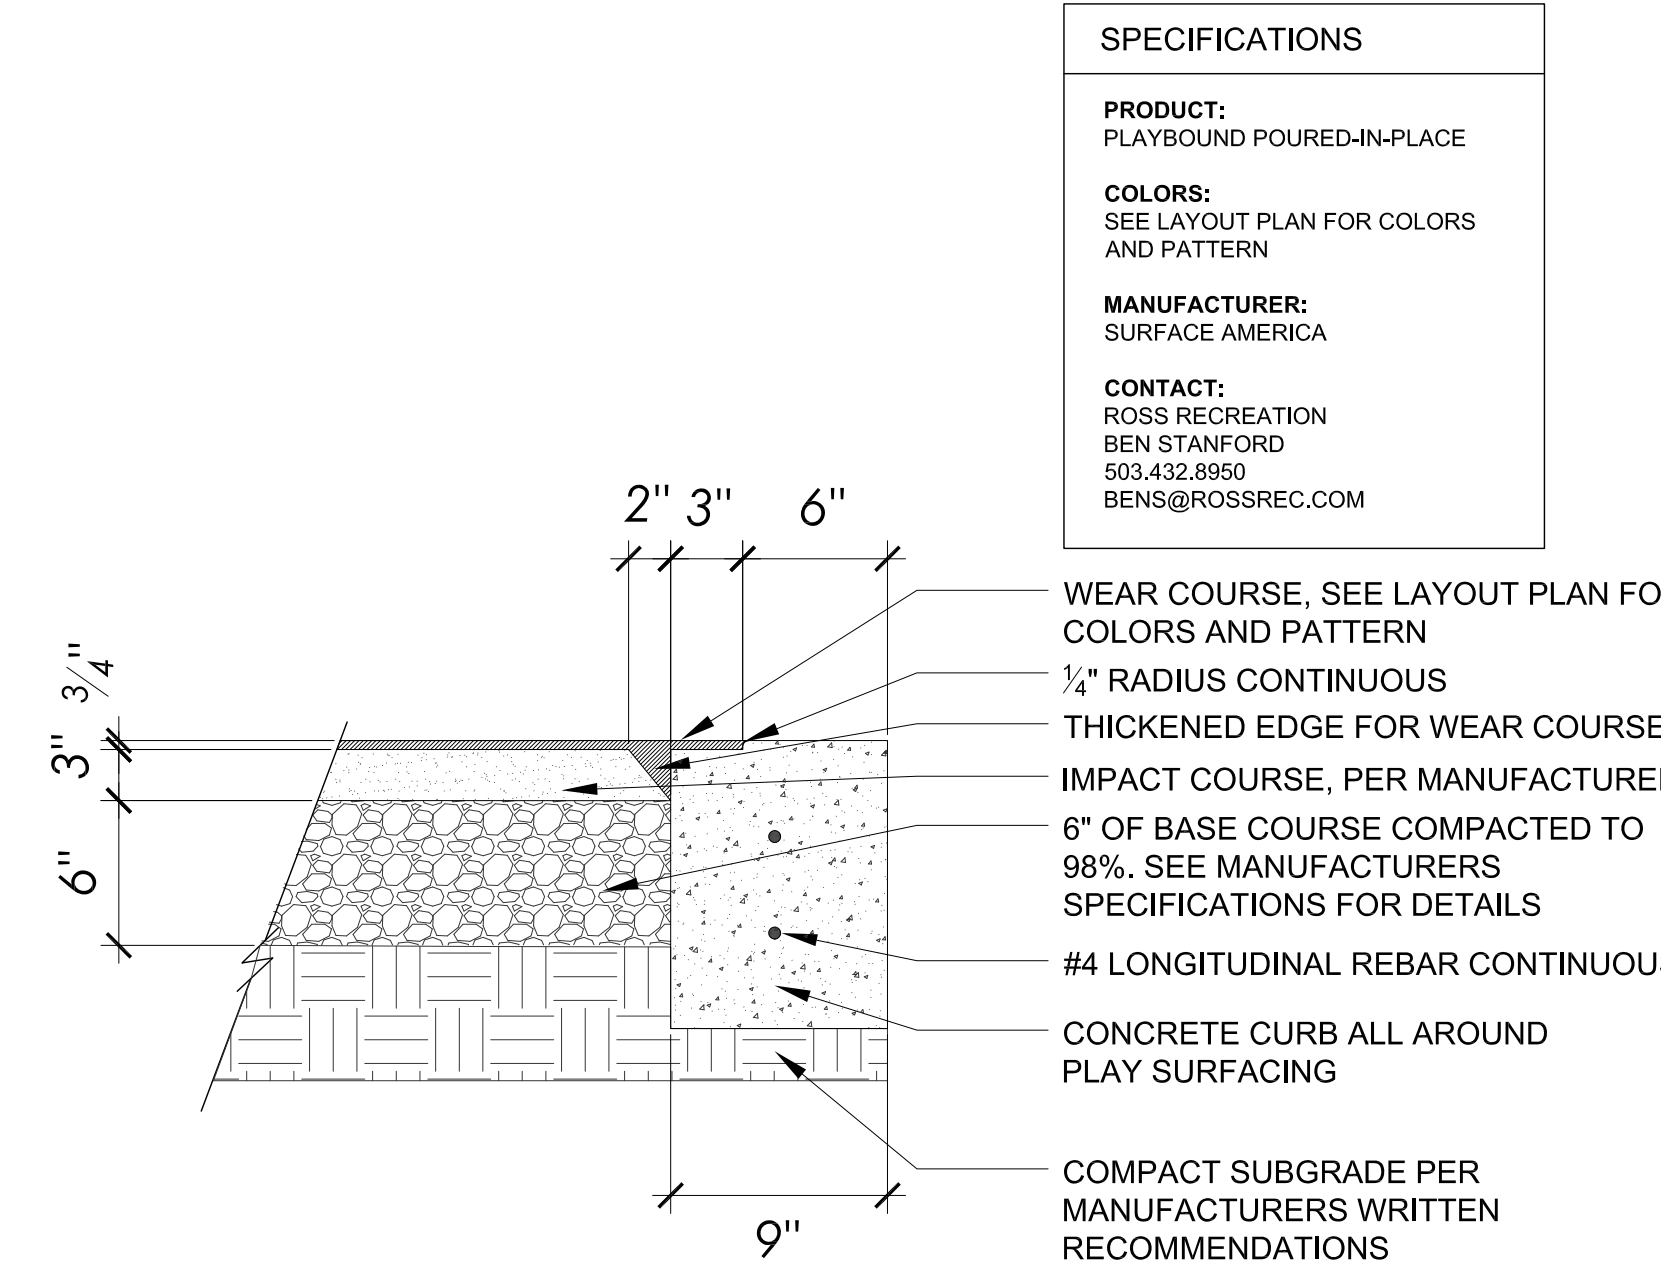 SPECIFICATIONS
PRODUCT:
PLAYBOUND POURED-IN-PLACE
COLORS:
SEE LAYOUT PLAN FOR COLORS
AND PATTERN
MANUFACTURER:
SURFACE AMERICA
CONTACT:
ROSS RECREATION
BEN STANFORD
503.432.8950
BENS@ROSSREC.COM
2" 3" 6"
WEAR COURSE, SEE LAYOUT PLAN FO
COLORS AND PATTERN
1/4" RADIUS CONTINUOUS
THICKENED EDGE FOR WEAR COURSE
IMPACT COURSE, PER MANUFACTURER
6" OF BASE COURSE COMPACTED TO
98%. SEE MANUFACTURERS
SPECIFICATIONS FOR DETAILS
#4 LONGITUDINAL REBAR CONTINUOUS
CONCRETE CURB ALL AROUND
PLAY SURFACING
COMPACT SUBGRADE PER
MANUFACTURERS WRITTEN
RECOMMENDATIONS
3/4"
3"
6"
9"